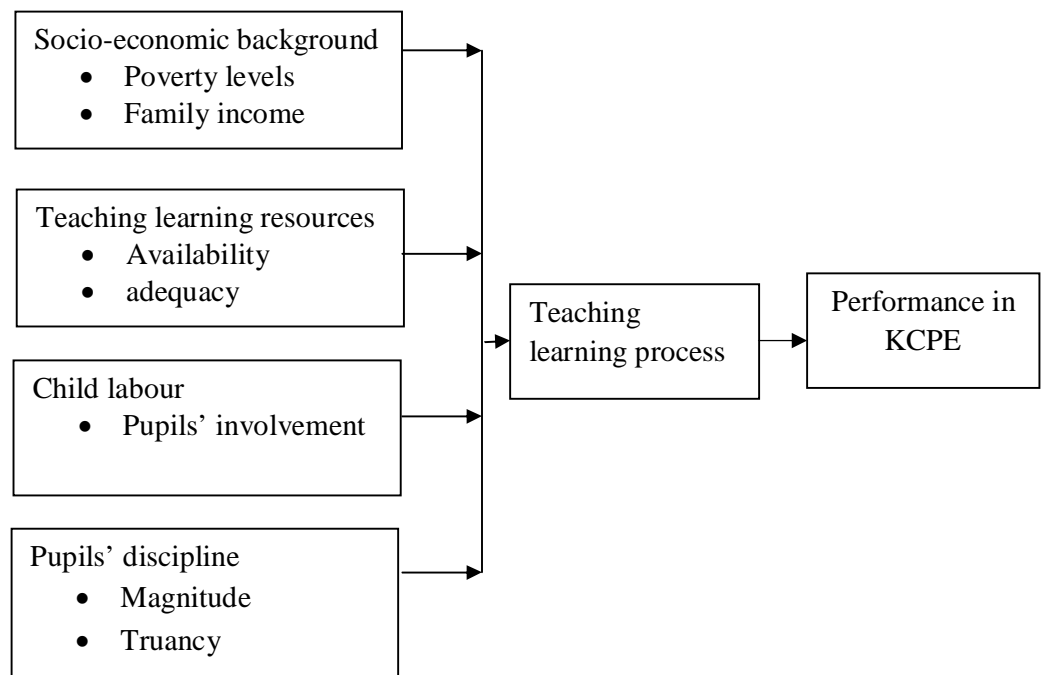 Socio-economic background
• Poverty levels
• Family income
Teaching learning resources
• Availability
• adequacy
Child labour
• Pupils’ involvement
Pupils’ discipline
• Magnitude
• Truancy
Teaching
learning process
Performance in
KCPE